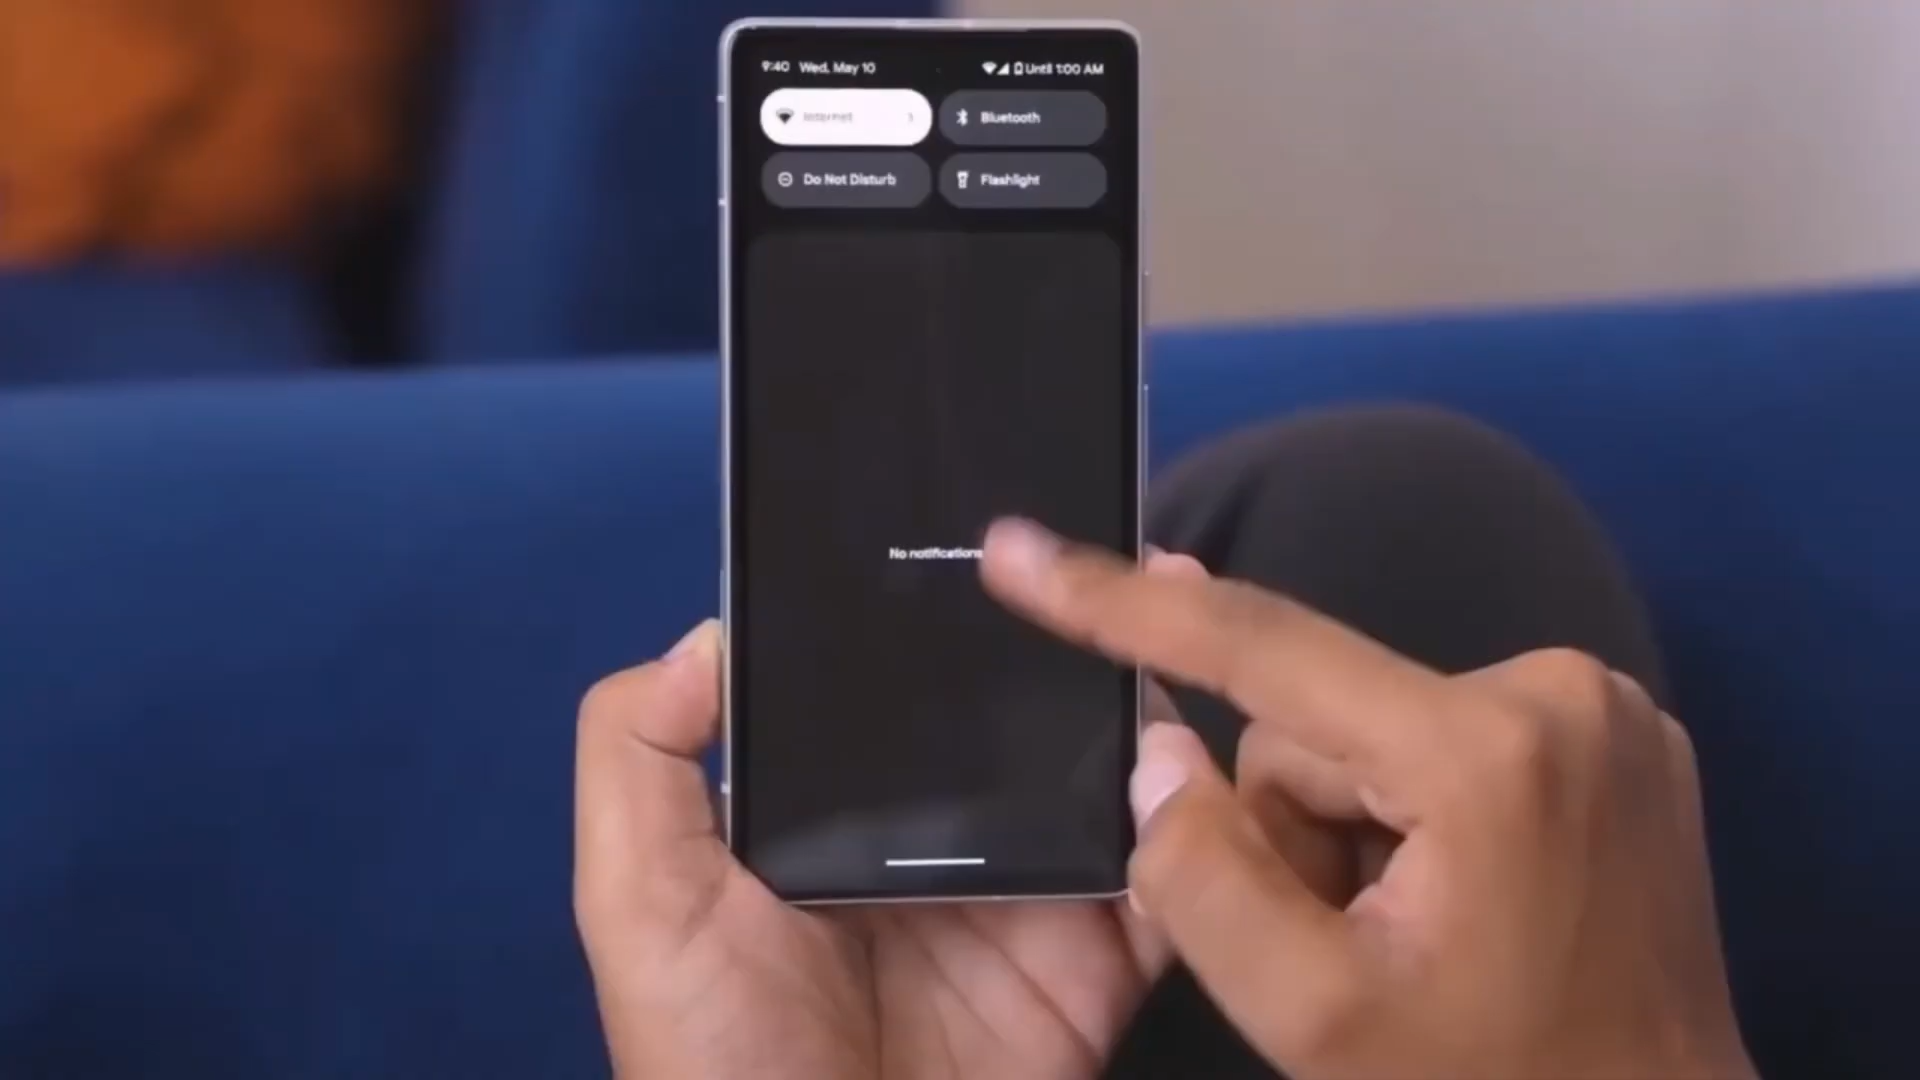 9:40 Wed, May 10 Until 1:00 AM
Internet Bluetooth
Do Not Disturb Flashlight
No notifications